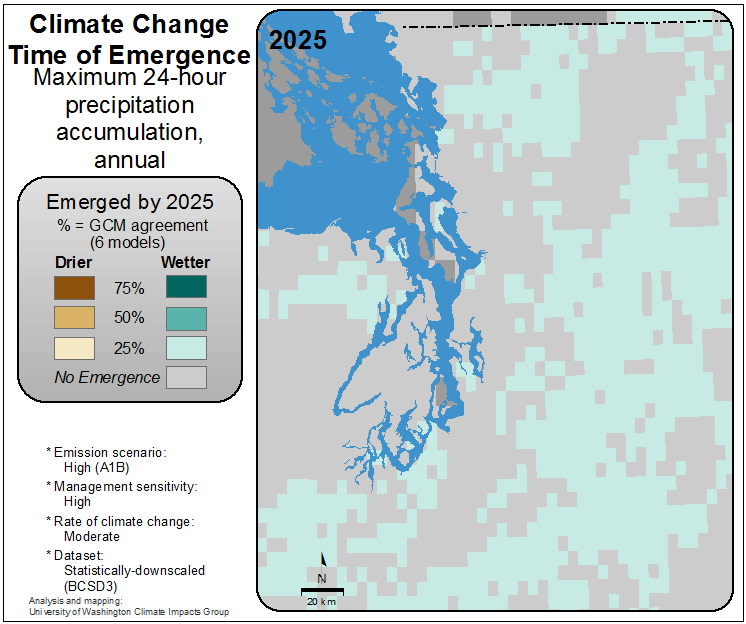 Climate Change
Time of Emergence
Maximum 24-hour
precipitation
accumulation,
annual
Emerged by 2025
% = GCM agreement
(6 models)
Drier Wetter
75%
50%
25%
No Emergence
* Emission scenario:
High (A1B)
* Management sensitivity:
High
* Rate of climate change:
Moderate
* Dataset:
Statistically-downscaled
(BCSD3)
Analysis and mapping:
University of Washington Climate Impacts Group
2025
N
20 km